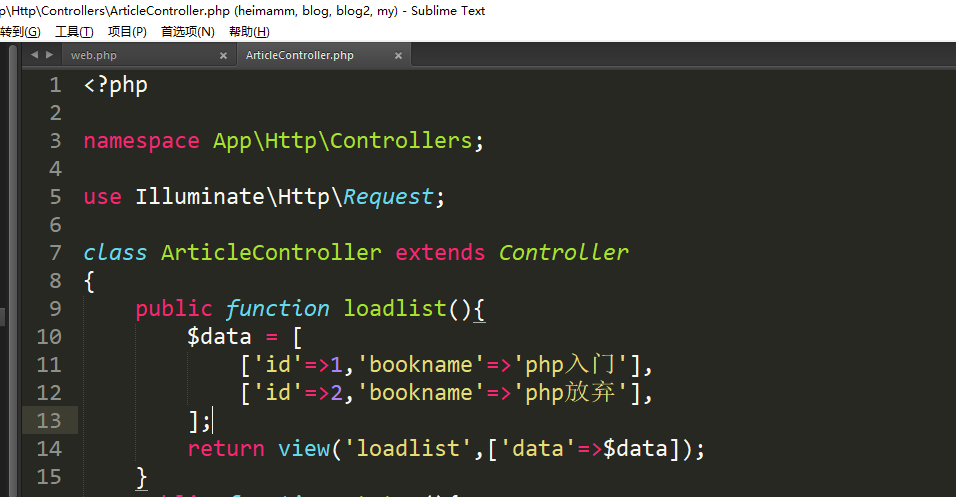 p\Http\Controllers\ArticleController.php (heimamm, blog, blog2, my) - Sublime Text
转到(G) 工具(T) 项目(P) 首选项(N) 帮助(H)
web.php × ArticleController.php ×
1 <?php
2
3 namespace App\Http\Controllers;
4
5 use Illuminate\Http\Request;
6
7 class ArticleController extends Controller
8 {
9 public function loadlist(){
10 $data = [
11 ['id'=>1,'bookname'=>'php入门'],
12 ['id'=>2,'bookname'=>'php放弃'],
13 ];
14 return view('loadlist',['data'=>$data]);
15 }